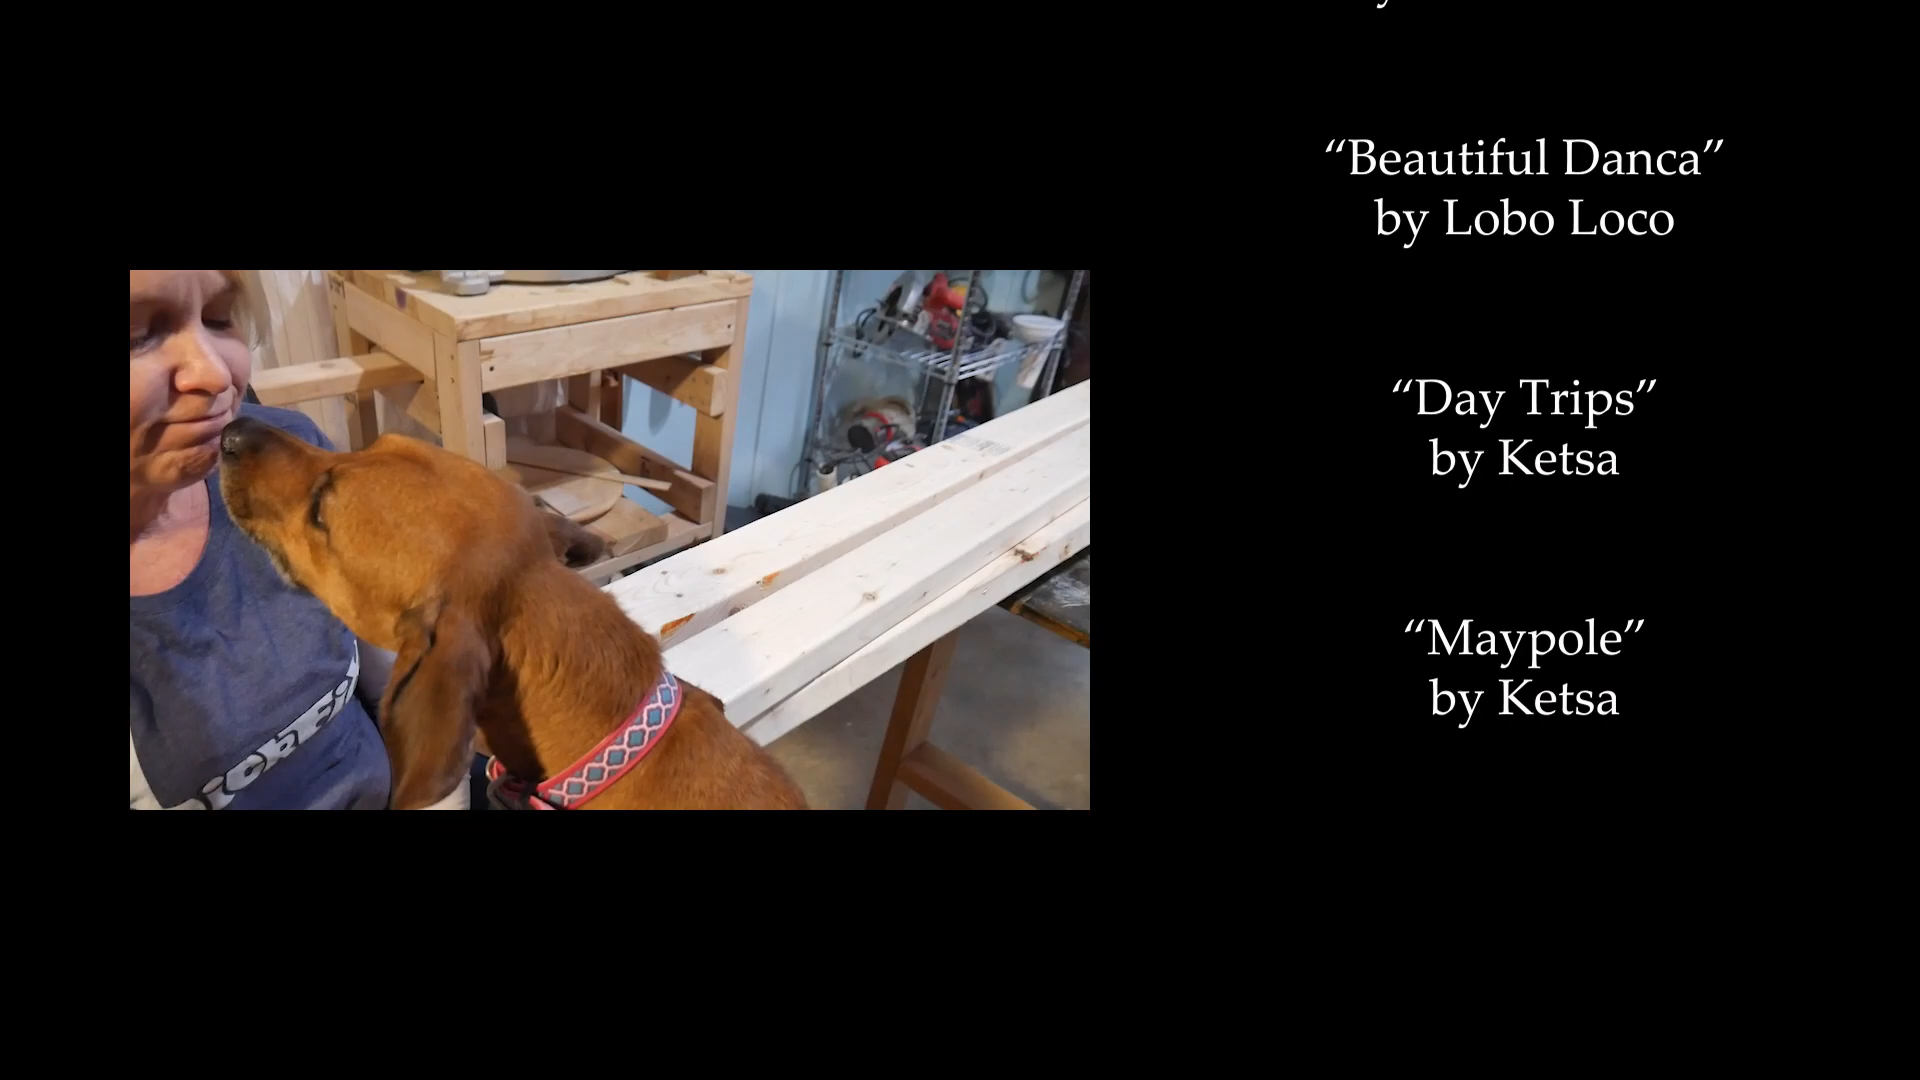 “Beautiful Danca”
by Lobo Loco
“Day Trips”
by Ketsa
“Maypole”
by Ketsa